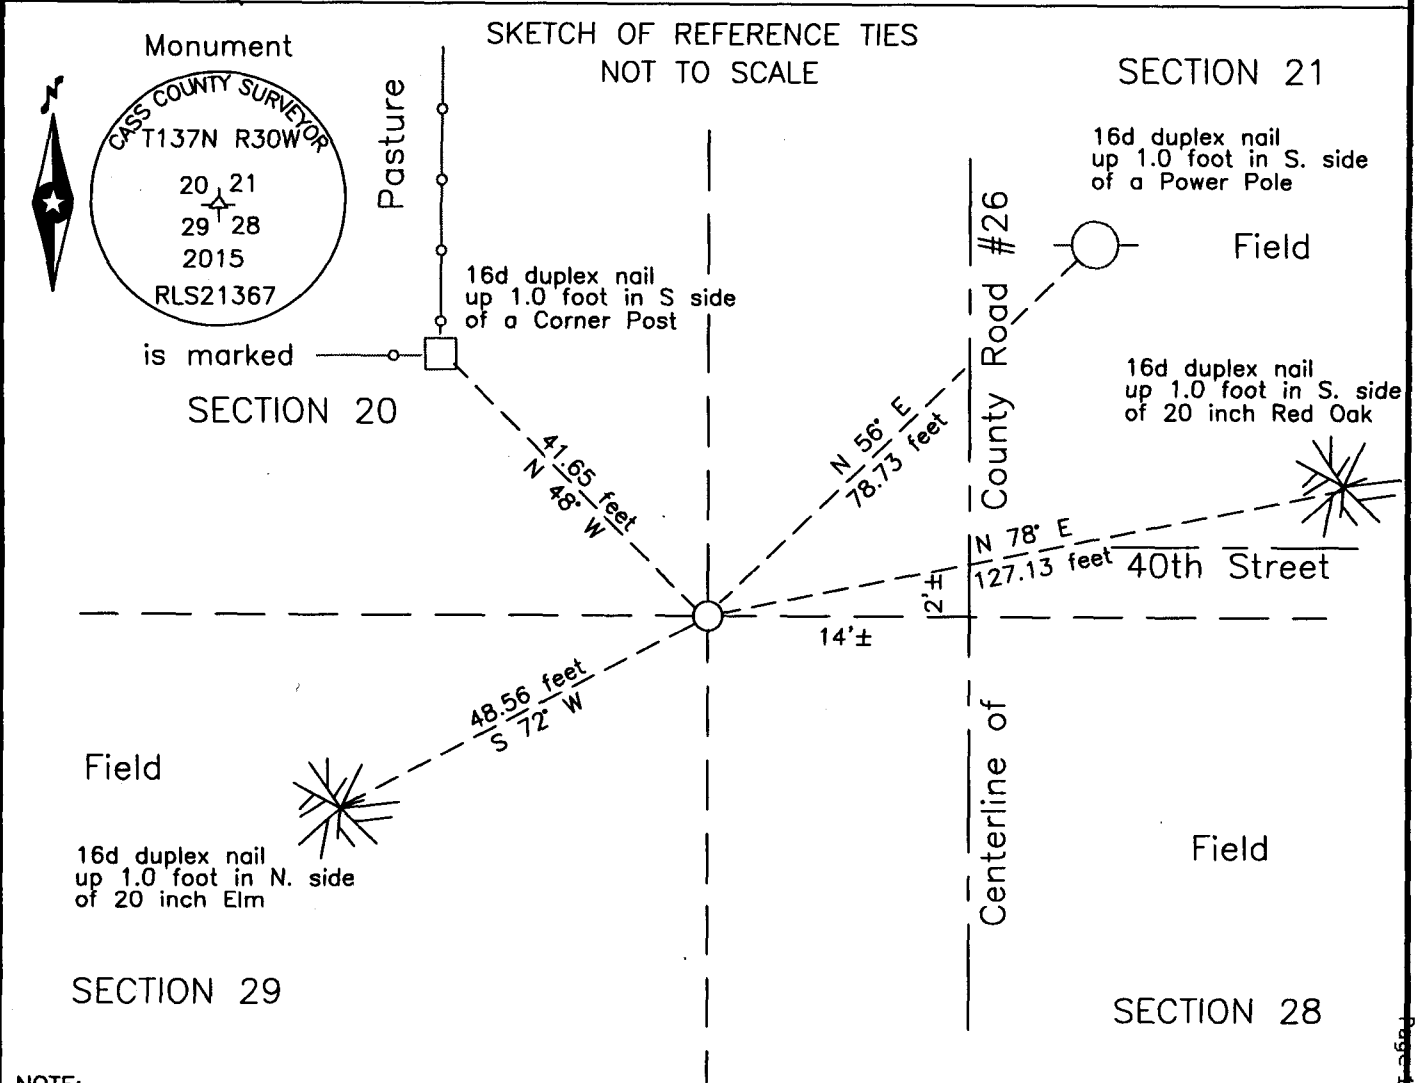 SKETCH OF REFERENCE TIES
NOT TO SCALE
Monument
N
CASS COUNTY SURVEYOR
T137N R30W
20 21
29 28
2015
RLS21367
is marked
Pasture
SECTION 20
16d duplex nail
up 1.0 foot in S side
of a Corner Post
SECTION 21
16d duplex nail
up 1.0 foot in S. side
of a Power Pole
Field
County Road #26
16d duplex nail
up 1.0 foot in S. side
of 20 inch Red Oak
41.65 feet
N 48° W
N 56° E
78.73 feet
N 78° E
127.13 feet
40th Street
2'±
14'±
48.56 feet
S 72° W
Centerline of
Field
16d duplex nail
up 1.0 foot in N. side
of 20 inch Elm
Field
SECTION 29
SECTION 28
NOTE: